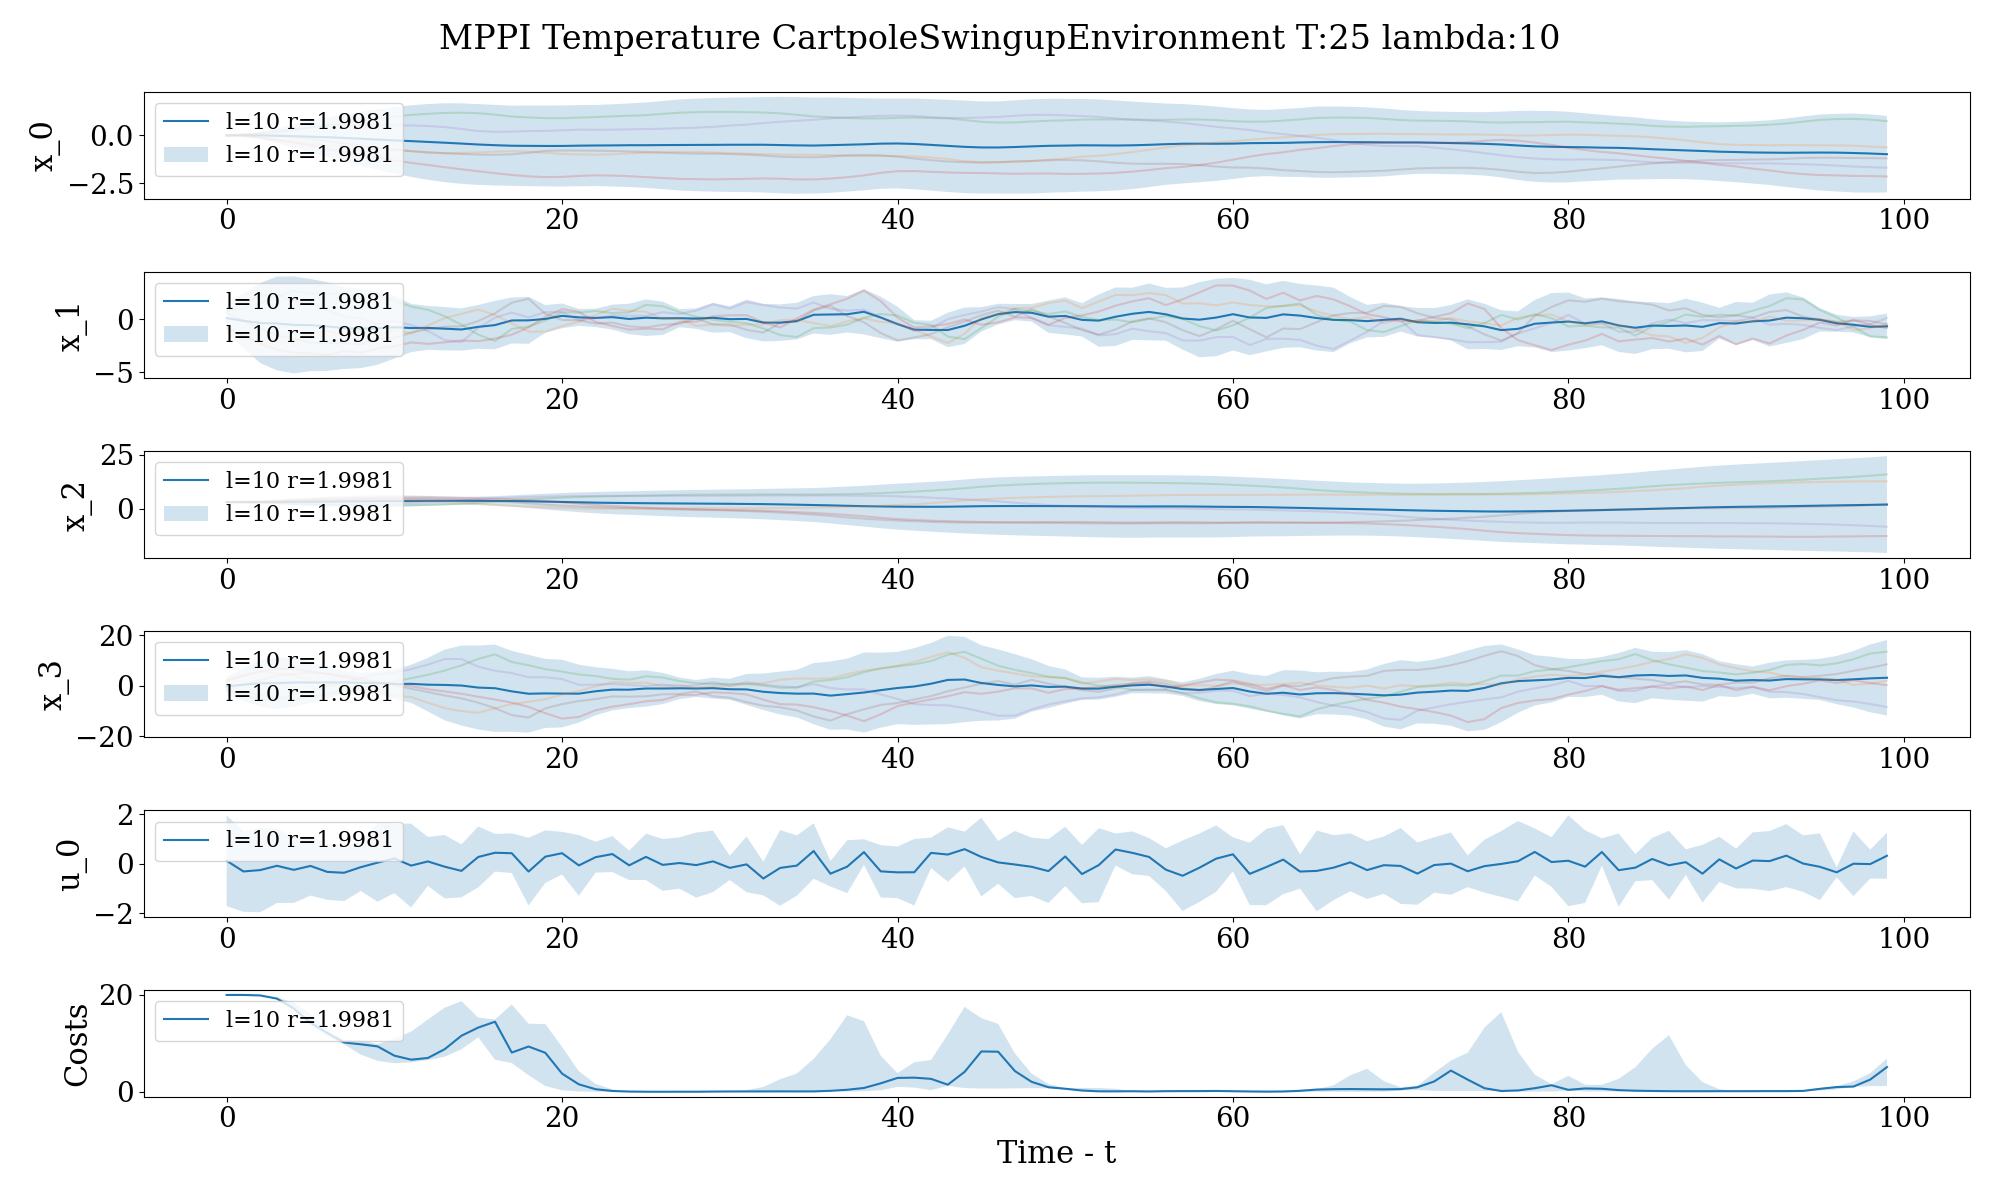 MPPI Temperature CartpoleSwingupEnvironment T:25 lambda:10
x_0
0.0
−2.5
l=10 r=1.9981
l=10 r=1.9981
0 20 40 60 80 100
x_1
0
−5
l=10 r=1.9981
l=10 r=1.9981
0 20 40 60 80 100
x_2
25
0
l=10 r=1.9981
l=10 r=1.9981
0 20 40 60 80 100
x_3
20
0
−20
l=10 r=1.9981
l=10 r=1.9981
0 20 40 60 80 100
u_0
2
0
−2
l=10 r=1.9981
0 20 40 60 80 100
Costs
20
0
l=10 r=1.9981
0 20 40 60 80 100
Time - t